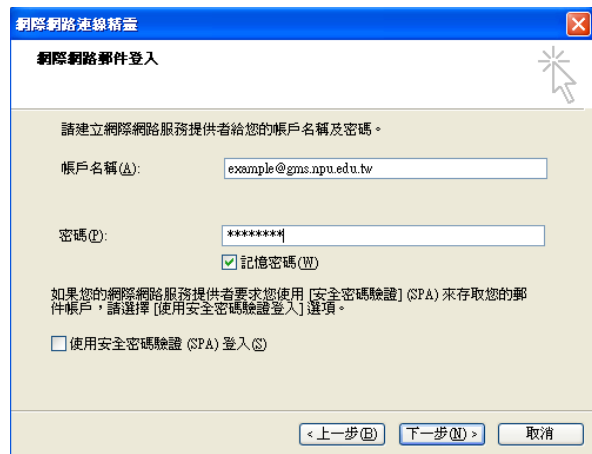 網際網路連線精靈
網際網路郵件登入
請建立網際網路服務提供者給您的帳戶名稱及密碼。
帳戶名稱(A):
example@gms.npu.edu.tw
密碼(P):
********
記憶密碼(W)
如果您的網際網路服務提供者要求您使用 [安全密碼驗證] (SPA) 來存取您的郵
件帳戶，請選擇 [使用安全密碼驗證登入] 選項。
使用安全密碼驗證 (SPA) 登入(S)
<上一步(B) 下一步(N)> 取消